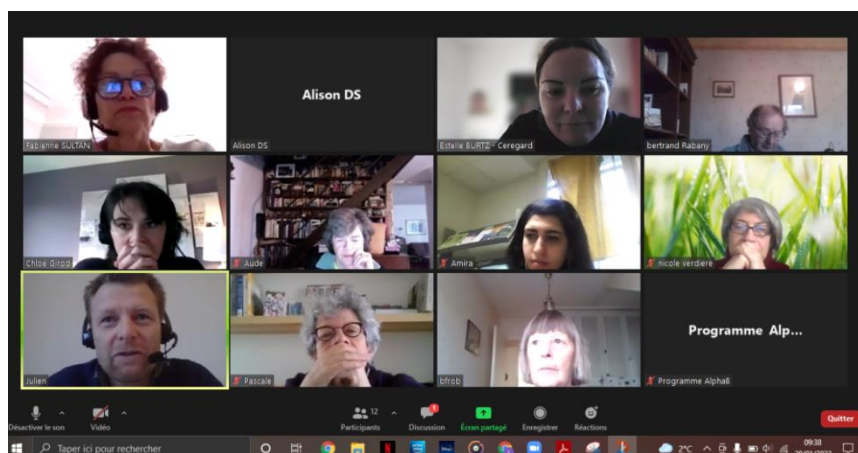 Fabienne SULTAN
Alison DS
Alison DS
Estelle BURTZ - Ceregard
bertrand Rabany
Chloé Girod
Aude
Amira
nicole verdiere
Julien
Pascale
bfrob
Programme Alp...
Programme Alphaß
Désactiver le son
Vidéo
12
Participants
1
Discussion
Écran partagé
Enregistrer
Réactions
Quitter
Taper ici pour rechercher
2°C
09:38